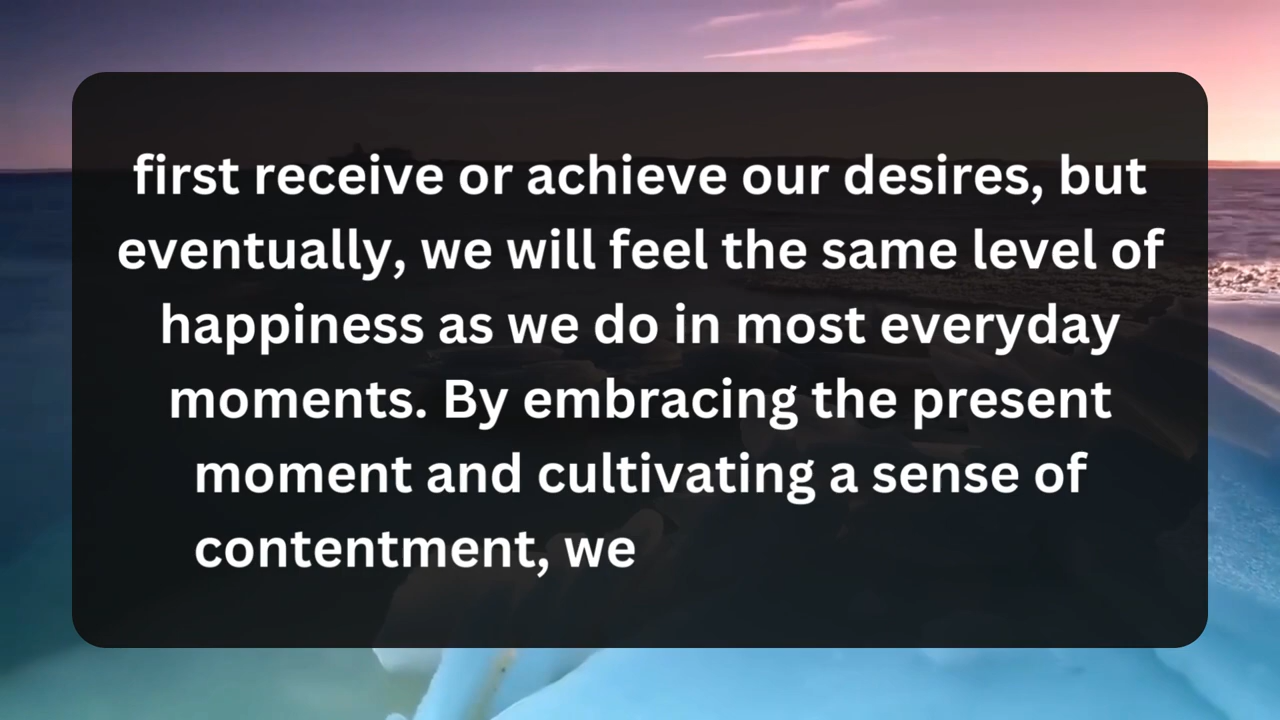 first receive or achieve our desires, but
eventually, we will feel the same level of
happiness as we do in most everyday
moments. By embracing the present
moment and cultivating a sense of
contentment, we